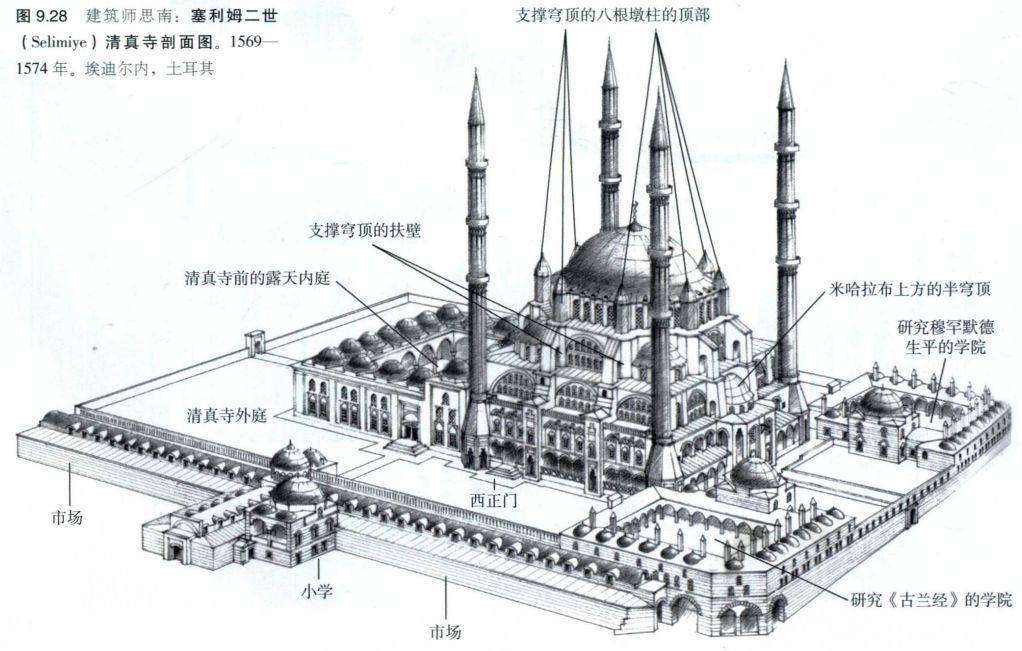 图 9.28 建筑师思南：塞利姆二世
（Selimiye）清真寺剖面图。1569—
1574 年。埃迪尔内，土耳其
支撑穹顶的八根墩柱的顶部
支撑穹顶的扶壁
清真寺前的露天内庭
米哈拉布上方的半穹顶
研究穆罕默德
生平的学院
清真寺外庭
西正门
市场
小学
研究《古兰经》的学院
市场